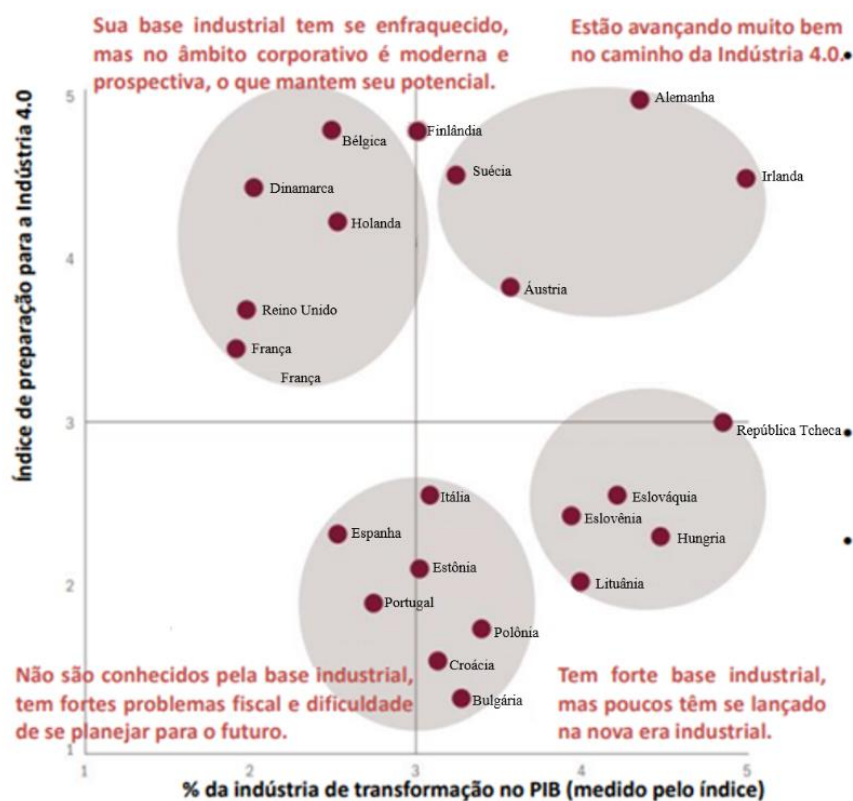 Sua base industrial tem se enfraquecido,
mas no âmbito corporativo é moderna e
prospectiva, o que mantem seu potencial.
Estão avançando muito bem
no caminho da Indústria 4.0.
Índice de preparação para a Indústria 4.0
5
4
3
2
1
Alemanha
Bélgica
Finlândia
Suécia
Irlanda
Dinamarca
Holanda
Áustria
Reino Unido
França
França
República Tcheca
Itália
Eslováquia
Espanha
Eslovênia
Hungria
Estônia
Lituânia
Portugal
Polônia
Croácia
Bulgária
Não são conhecidos pela base industrial,
tem fortes problemas fiscal e dificuldade
de se planejar para o futuro.
Tem forte base industrial,
mas poucos têm se lançado
na nova era industrial.
1
2
3
4
5
% da indústria de transformação no PIB (medido pelo índice)